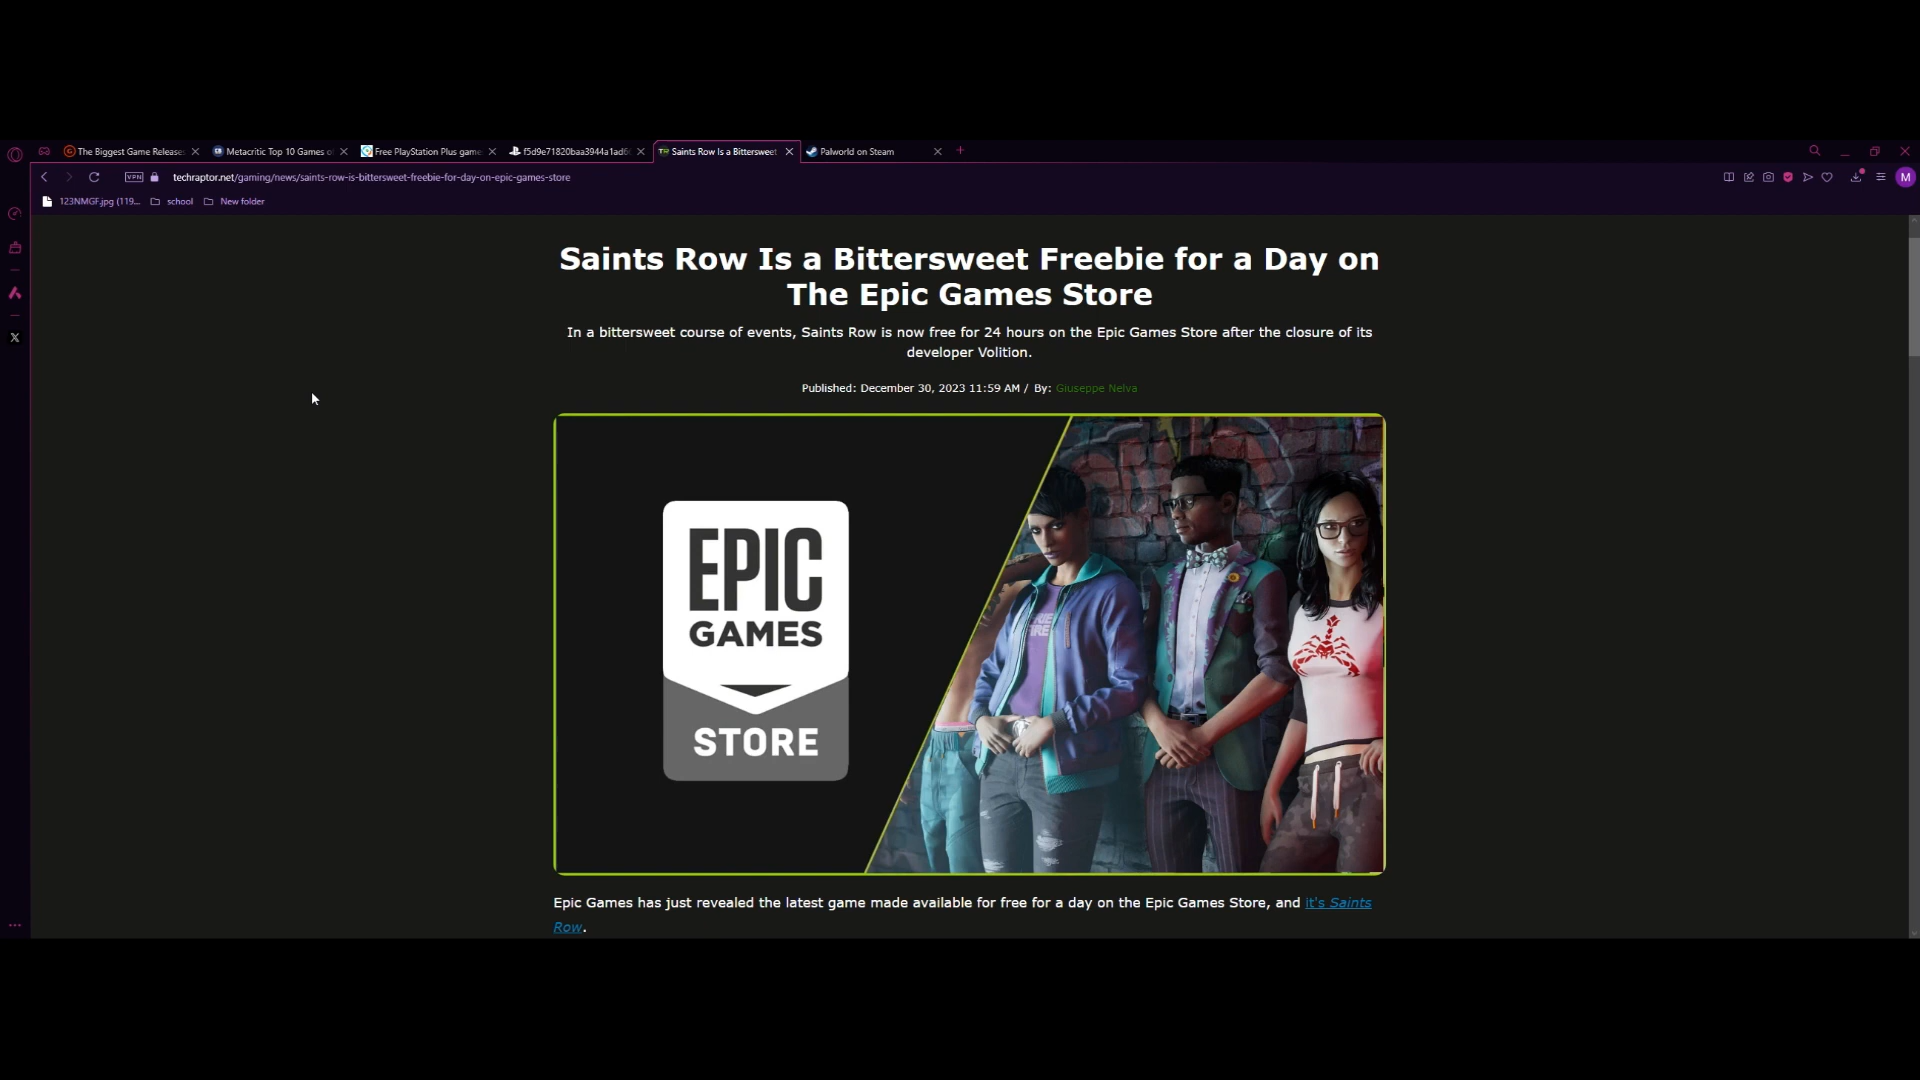 The Biggest Game Releases
Metacritic Top 10 Games o
Free PlayStation Plus game
f5d9e71820baa3944a1ad6
Saints Row Is a Bittersweet
Palworld on Steam
VPN
techraptor.net/gaming/news/saints-row-is-bittersweet-freebie-for-day-on-epic-games-store
M
123NMGF.jpg (119...
school
New folder
Saints Row Is a Bittersweet Freebie for a Day on
The Epic Games Store
In a bittersweet course of events, Saints Row is now free for 24 hours on the Epic Games Store after the closure of its
developer Volition.
Published: December 30, 2023 11:59 AM / By: Giuseppe Nelva
EPIC
GAMES
STORE
Epic Games has just revealed the latest game made available for free for a day on the Epic Games Store, and it's Saints
Row.